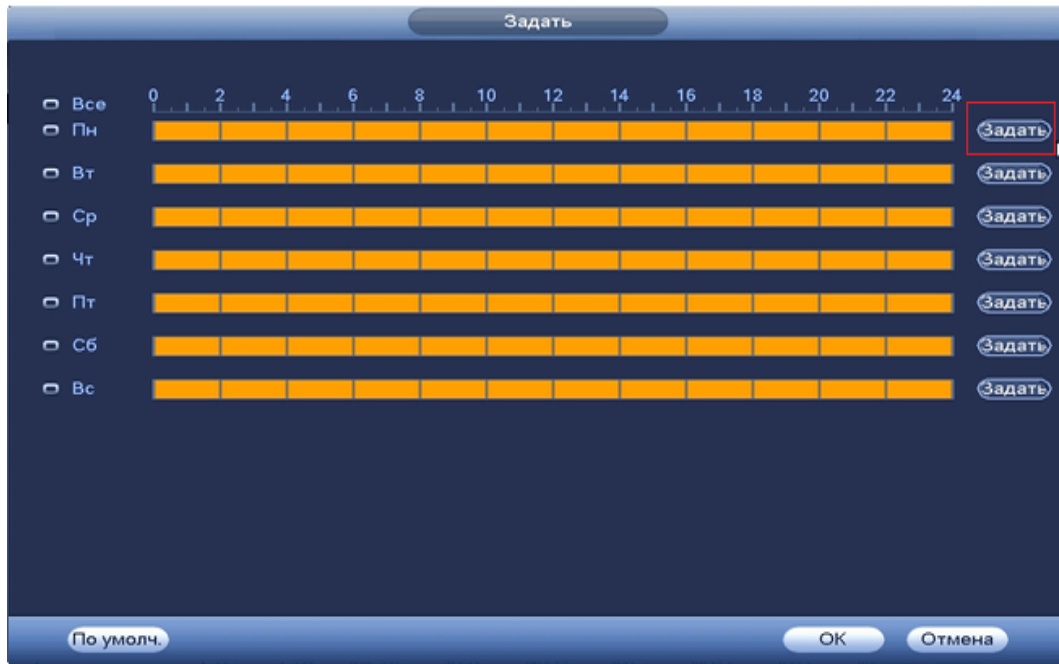 Задать
Все 0 2 4 6 8 10 12 14 16 18 20 22 24
Пн Задать
Вт Задать
Ср Задать
Чт Задать
Пт Задать
Сб Задать
Вс Задать
По умолч. OK Отмена